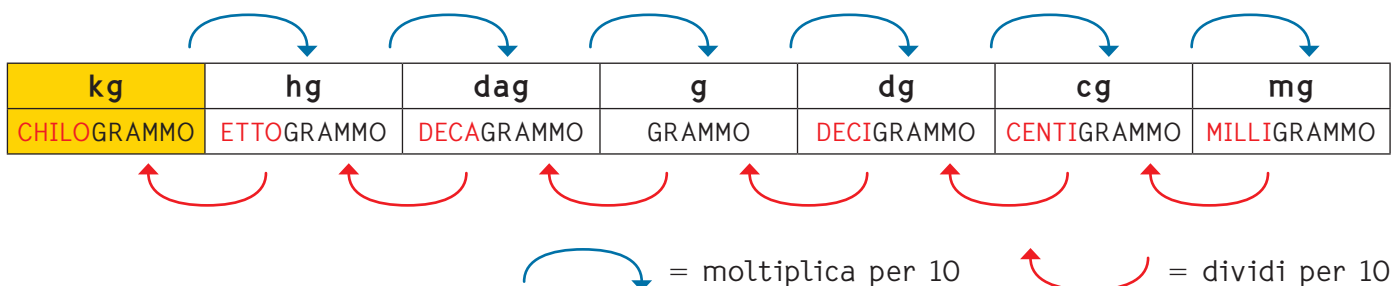 kg hg dag g dg cg mg
CHILOGRAMMO ETTOGRAMMO DECAGRAMMO GRAMMO DECIGRAMMO CENTIGRAMMO MILLIGRAMMO
= moltiplica per 10 = dividi per 10